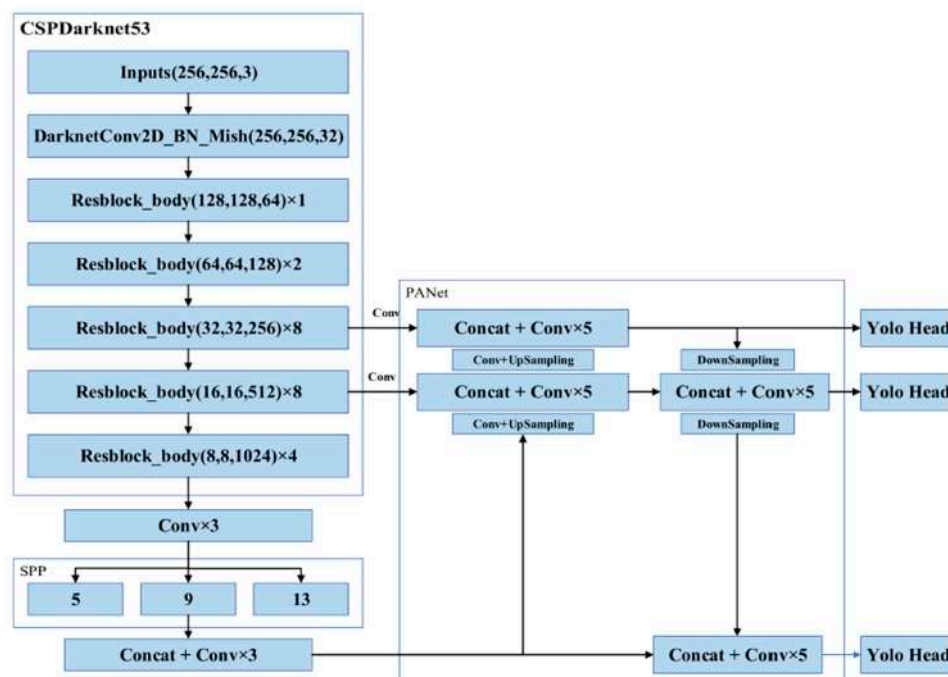 CSPDarknet53
Inputs(256,256,3)
DarknetConv2D_BN_Mish(256,256,32)
Resblock_body(128,128,64)×1
Resblock_body(64,64,128)×2
Resblock_body(32,32,256)×8
Resblock_body(16,16,512)×8
Resblock_body(8,8,1024)×4
Conv×3
SPP
5
9
13
Concat + Conv×3
Conv
Conv
PANet
Concat + Conv×5
Conv+UpSampling
Concat + Conv×5
Conv+UpSampling
DownSampling
Concat + Conv×5
DownSampling
Concat + Conv×5
Yolo Head
Yolo Head
Yolo Head